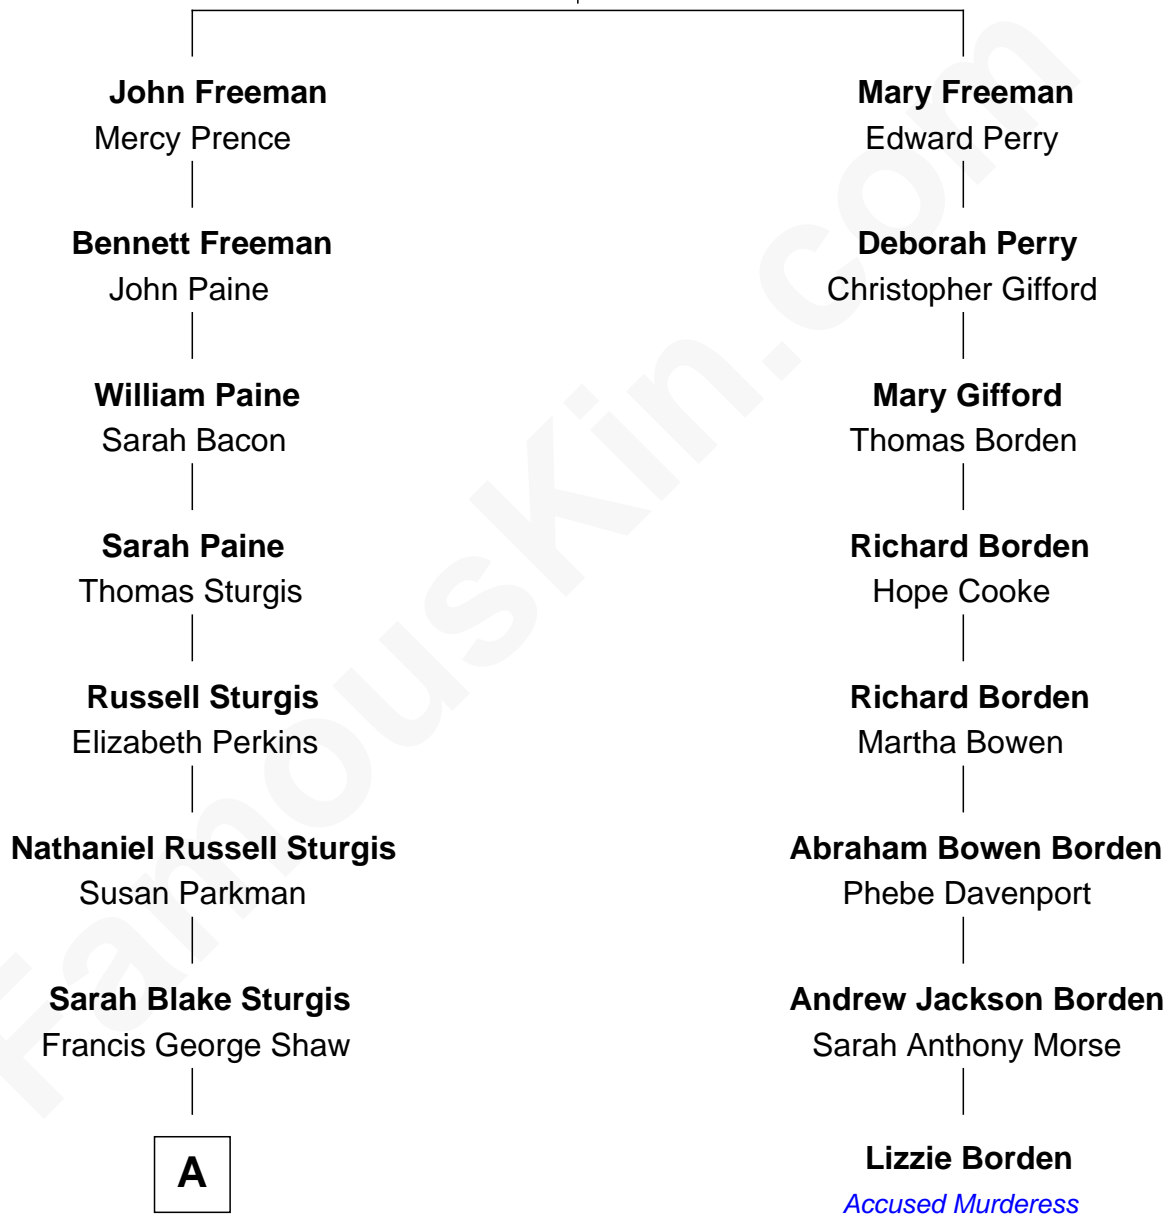 John Freeman
Mercy Prence
Mary Freeman
Edward Perry
Bennett Freeman
John Paine
Deborah Perry
Christopher Gifford
William Paine
Sarah Bacon
Mary Gifford
Thomas Borden
Sarah Paine
Thomas Sturgis
Richard Borden
Hope Cooke
Russell Sturgis
Elizabeth Perkins
Richard Borden
Martha Bowen
Nathaniel Russell Sturgis
Susan Parkman
Abraham Bowen Borden
Phebe Davenport
Sarah Blake Sturgis
Francis George Shaw
Andrew Jackson Borden
Sarah Anthony Morse
A
Lizzie Borden
Accused Murderess
FamousKin.com